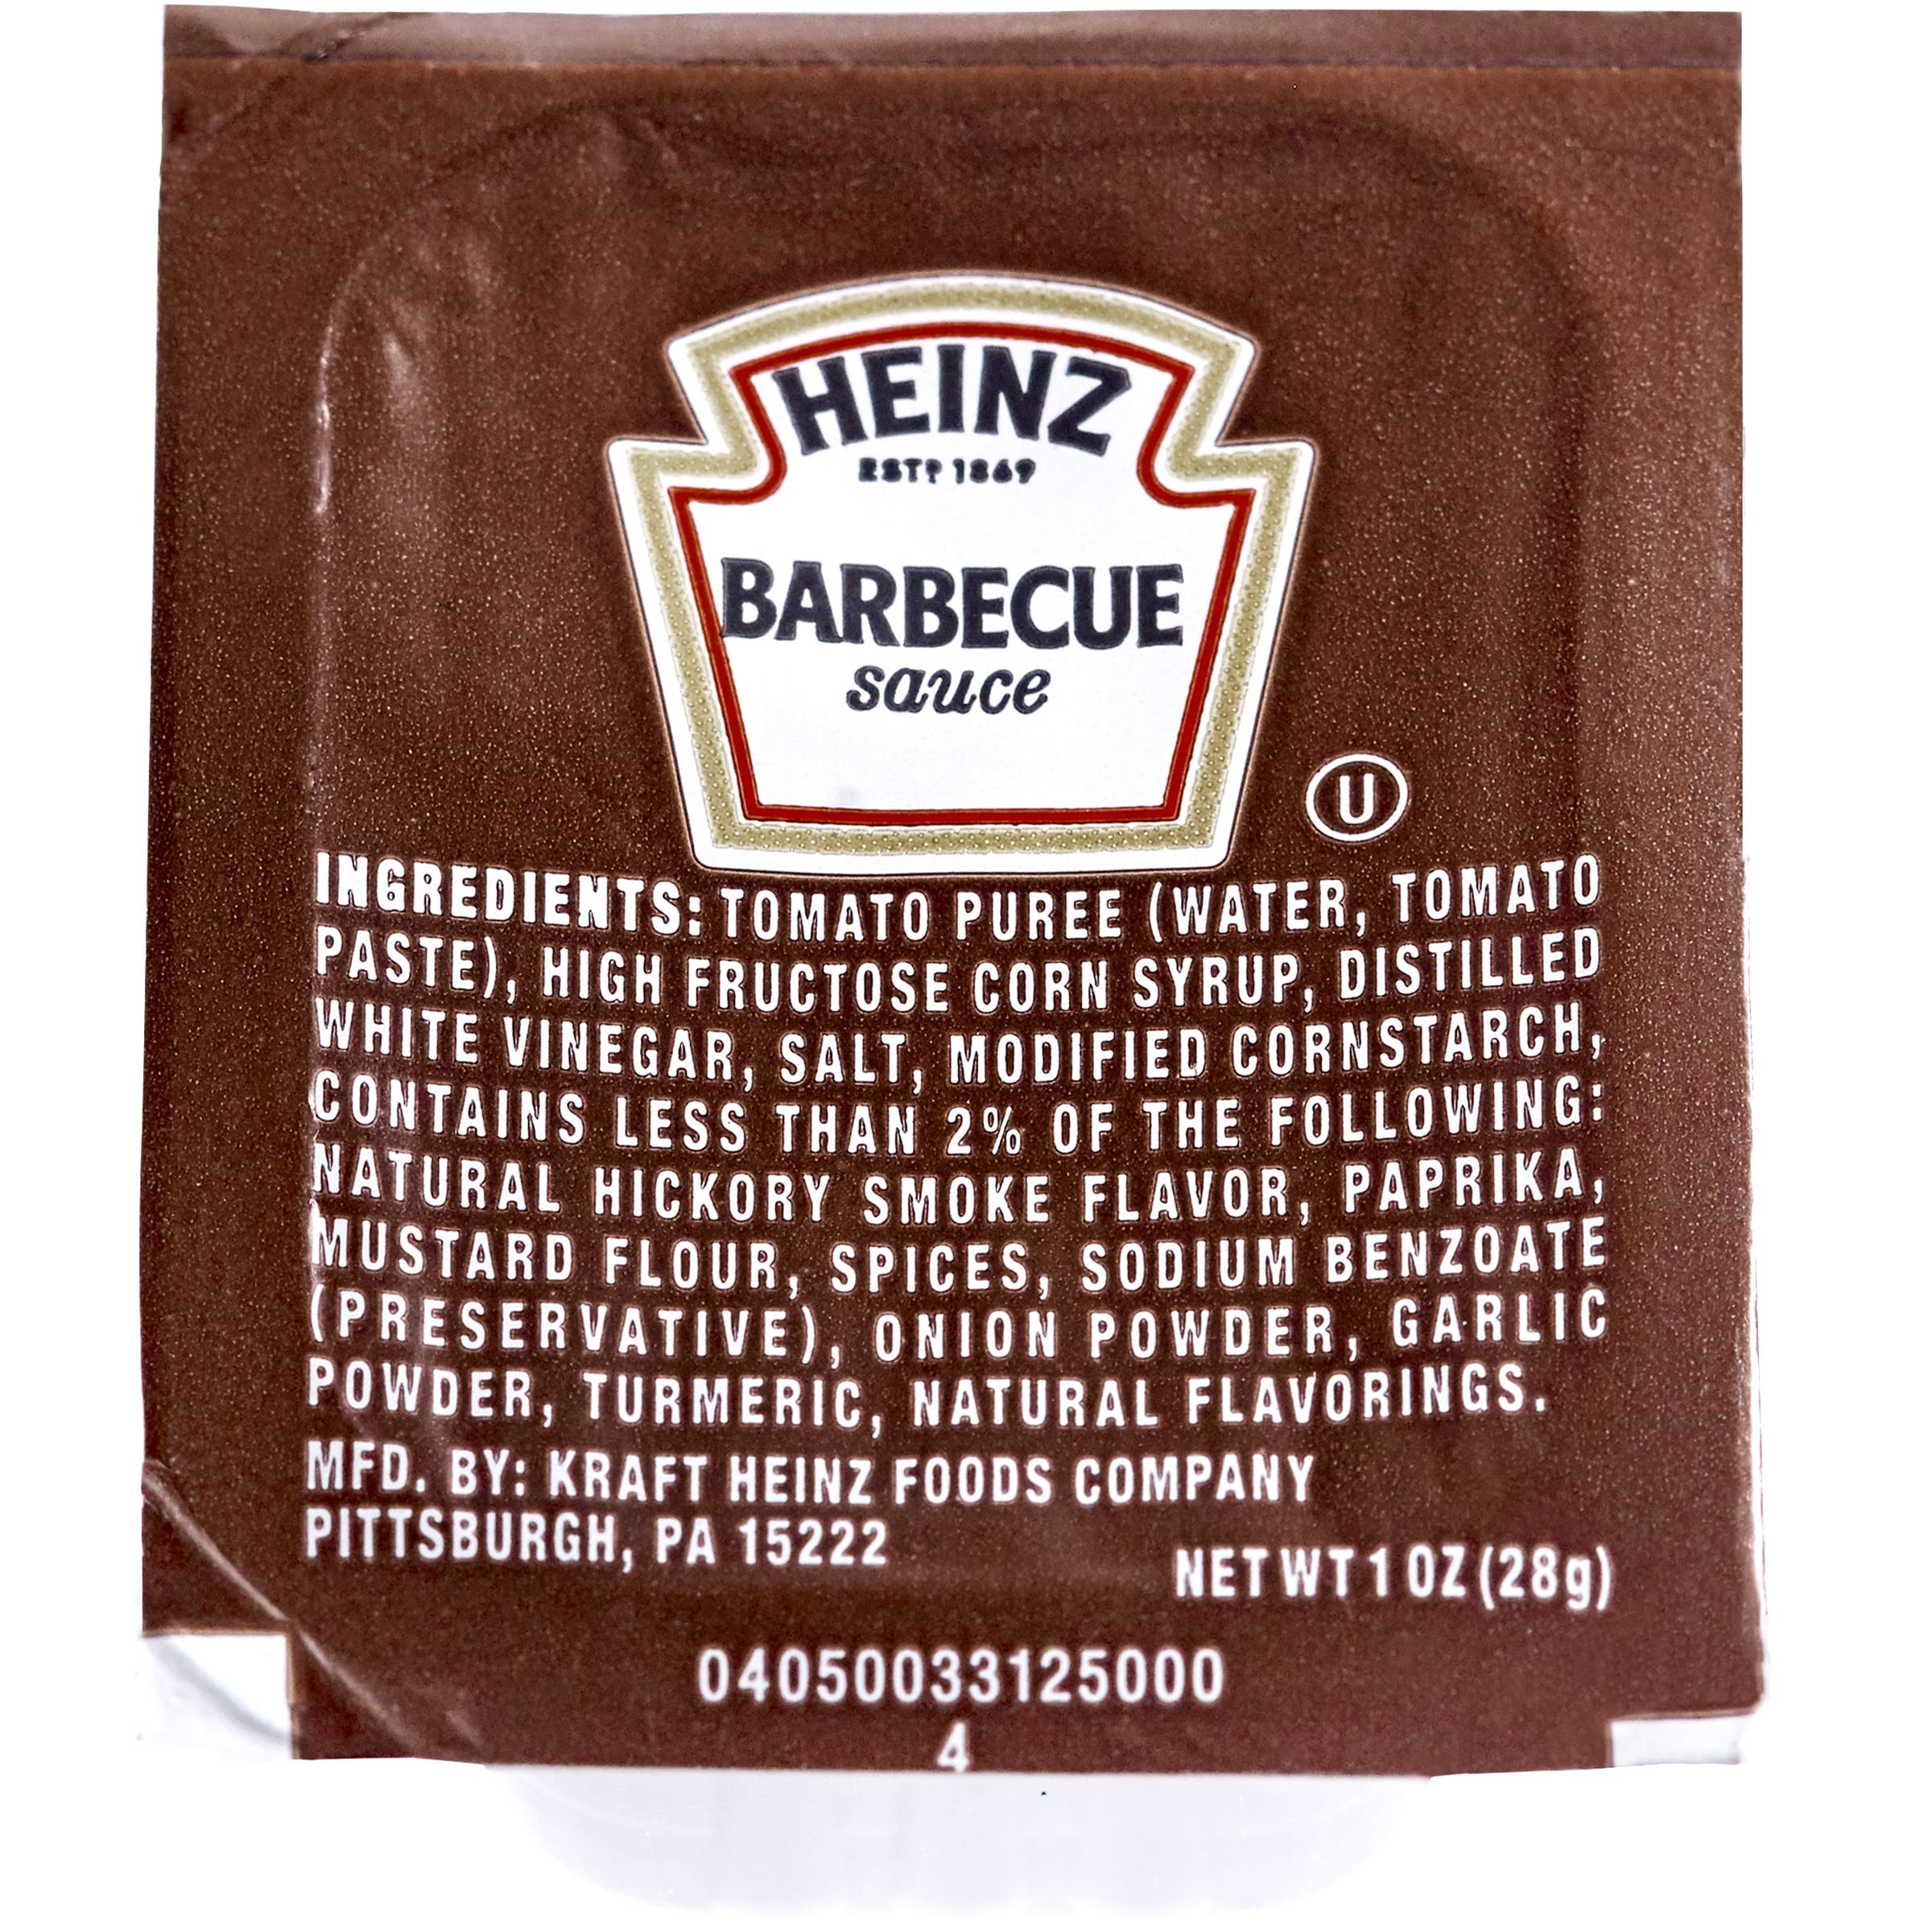 HEINZ
ESTD 1869
BARBECUE
sauce
U
INGREDIENTS: TOMATO PUREE (WATER, TOMATO
PASTE), HIGH FRUCTOSE CORN SYRUP, DISTILLED
WHITE VINEGAR, SALT, MODIFIED CORNSTARCH,
CONTAINS LESS THAN 2% OF THE FOLLOWING:
NATURAL HICKORY SMOKE FLAVOR, PAPRIKA,
MUSTARD FLOUR, SPICES, SODIUM BENZOATE
(PRESERVATIVE), ONION POWDER, GARLIC
POWDER, TURMERIC, NATURAL FLAVORINGS.
MFD. BY: KRAFT HEINZ FOODS COMPANY
PITTSBURGH, PA 15222
NET WT 1 OZ (28g)
04050033125000
4